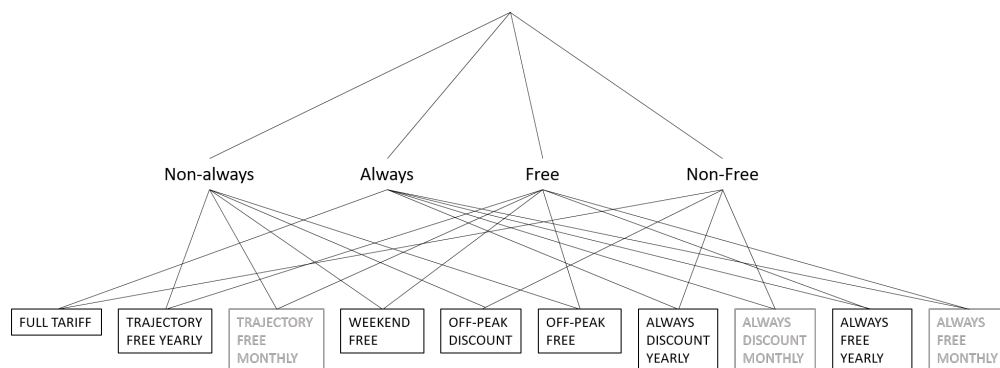 Non-always
Always
Free
Non-Free
FULL TARIFF
TRAJECTORY
FREE YEARLY
TRAJECTORY
FREE
MONTHLY
WEEKEND
FREE
OFF-PEAK
DISCOUNT
OFF-PEAK
FREE
ALWAYS
DISCOUNT
YEARLY
ALWAYS
DISCOUNT
MONTHLY
ALWAYS
FREE
YEARLY
ALWAYS
FREE
MONTHLY